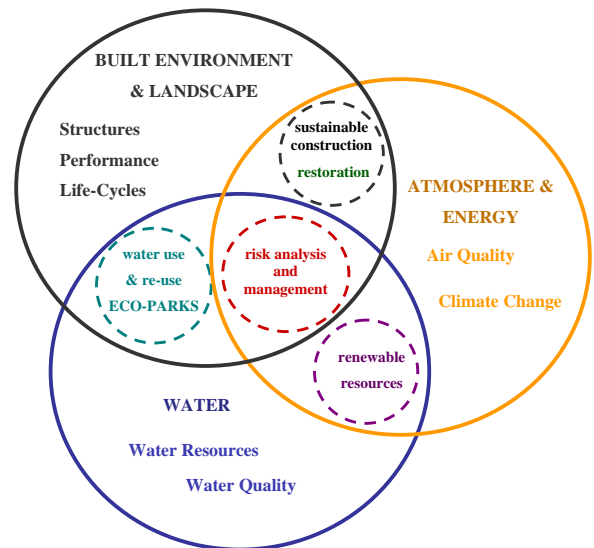 BUILT ENVIRONMENT
& LANDSCAPE
Structures
Performance
Life-Cycles
sustainable
construction
restoration
ATMOSPHERE &
ENERGY
Air Quality
Climate Change
water use
& re-use
ECO-PARKS
risk analysis
and
management
renewable
resources
WATER
Water Resources
Water Quality